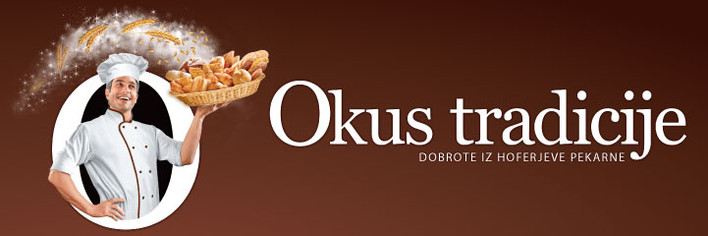 Okus tradicije
DOBROTE IZ HOFERJEVE PEKARNE